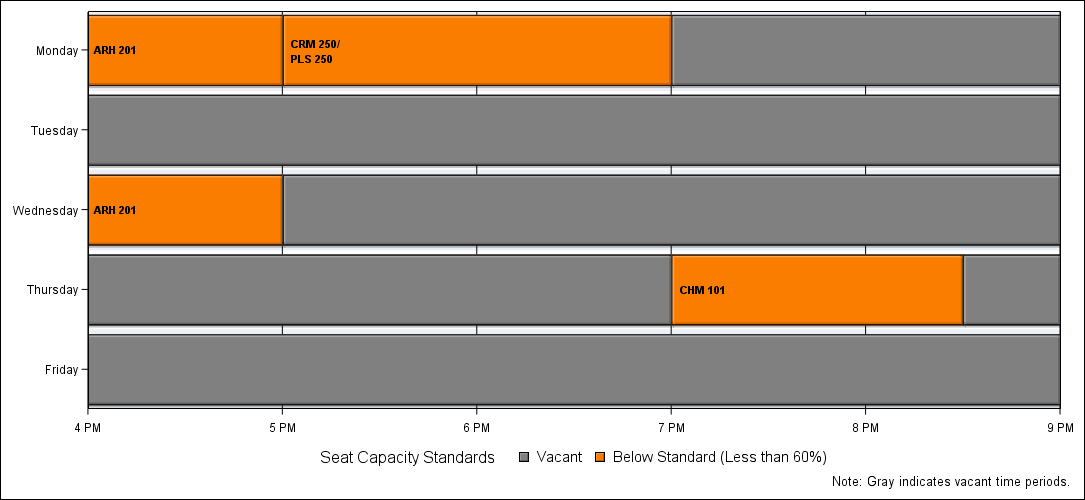 Monday
ARH 201
CRM 250/
PLS 250
Tuesday
Wednesday
ARH 201
Thursday
CHM 101
Friday
4 PM 5 PM 6 PM 7 PM 8 PM 9 PM
Seat Capacity Standards Vacant Below Standard (Less than 60%)
Note: Gray indicates vacant time periods.